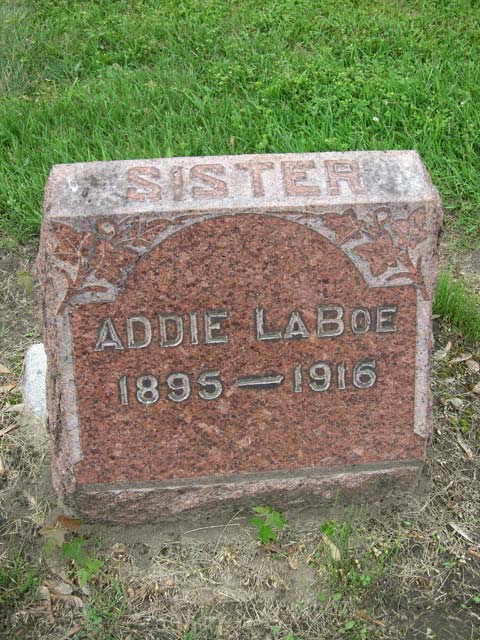 SISTER
ADDIE LABOE
1895 — 1916